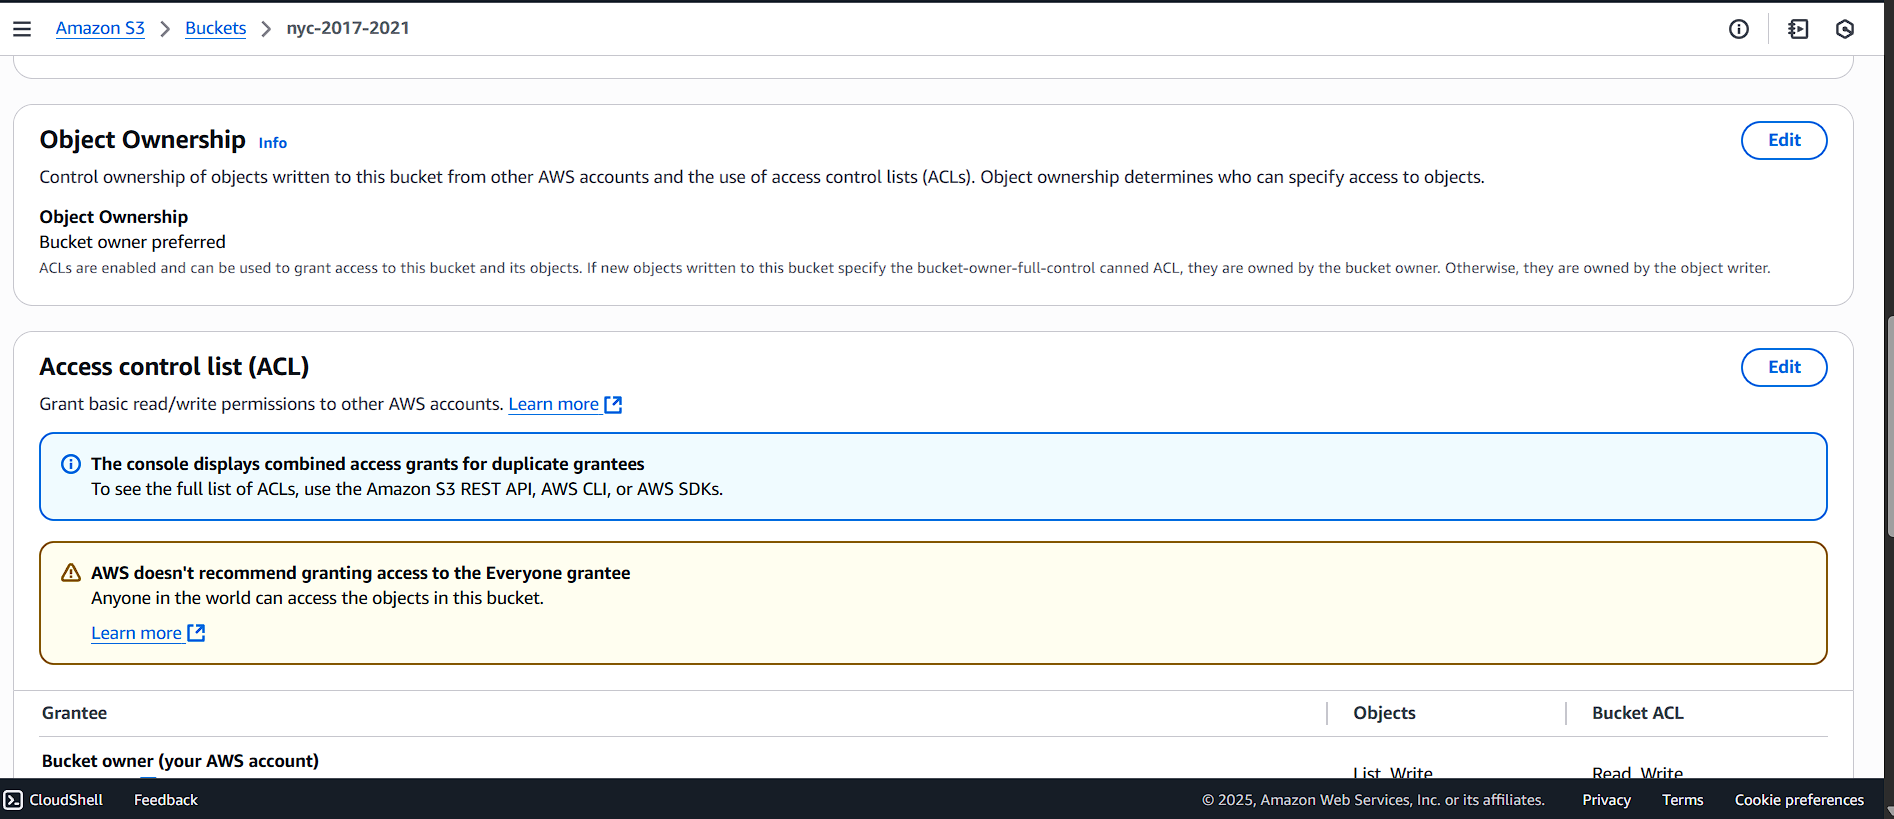 Amazon S3 > Buckets > nyc-2017-2021
Object Ownership Info
Edit
Control ownership of objects written to this bucket from other AWS accounts and the use of access control lists (ACLs). Object ownership determines who can specify access to objects.
Object Ownership
Bucket owner preferred
ACLs are enabled and can be used to grant access to this bucket and its objects. If new objects written to this bucket specify the bucket-owner-full-control canned ACL, they are owned by the bucket owner. Otherwise, they are owned by the object writer.
Access control list (ACL)
Edit
Grant basic read/write permissions to other AWS accounts. Learn more
The console displays combined access grants for duplicate grantees
To see the full list of ACLs, use the Amazon S3 REST API, AWS CLI, or AWS SDKs.
AWS doesn't recommend granting access to the Everyone grantee
Anyone in the world can access the objects in this bucket.
Learn more
Grantee Objects Bucket ACL
Bucket owner (your AWS account)
List, Write Read, Write
CloudShell Feedback © 2025, Amazon Web Services, Inc. or its affiliates. Privacy Terms Cookie preferences